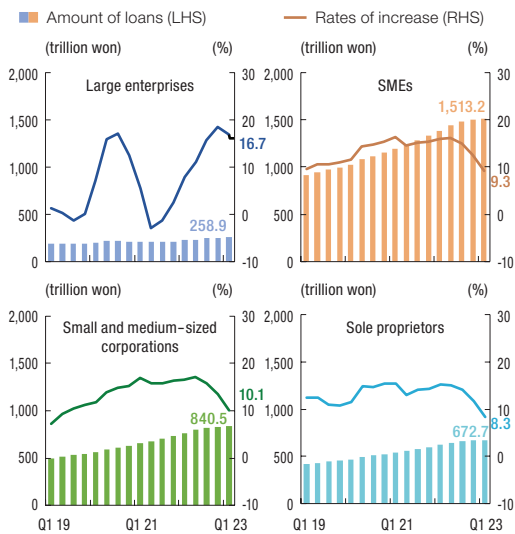 Amount of loans (LHS) Rates of increase (RHS)
(trillion won) (%) (trillion won) (%)
2,000 30 2,000 30
Large enterprises SMEs
1,513.2
1,500 20 1,500 20
16.7
1,000 10 1,000 10
9.3
258.9
500 0 500 0
0 -10 0 -10
(trillion won) (%) (trillion won) (%)
2,000 30 2,000 30
Small and medium-sized Sole proprietors
corporations
1,500 20 1,500 20
10.1
1,000 10 1,000 10
840.5 8.3
672.7
500 0 500 0
0 -10 0 -10
Q1 19 Q1 21 Q1 23 Q1 19 Q1 21 Q1 23